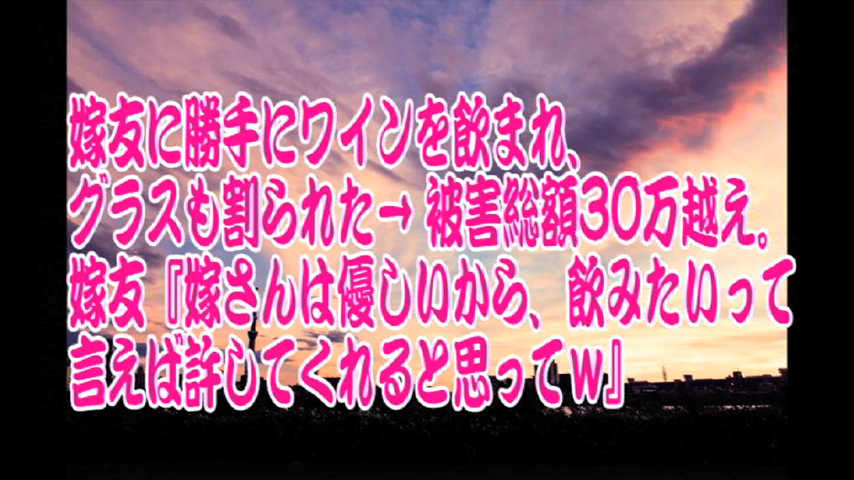 嫁友に勝手にワインを飲まれ、
グラスも割られた→ 被害総額30万越え。
嫁友『嫁さんは優しいから、飲みたいって
言えば許してくれると思ってｗ』